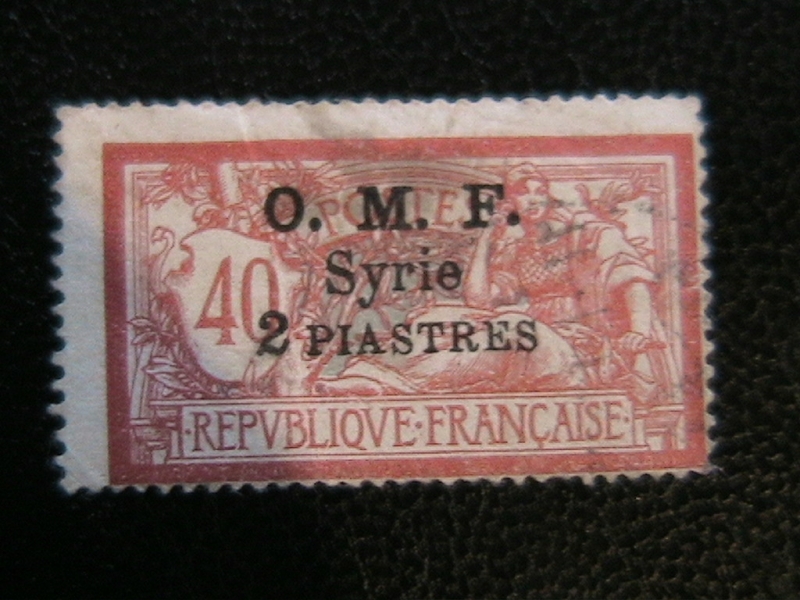 POSTES
O. M. F.
Syrie
40
2 PIASTRES
·REPVBLIQVE·FRANÇAISE·